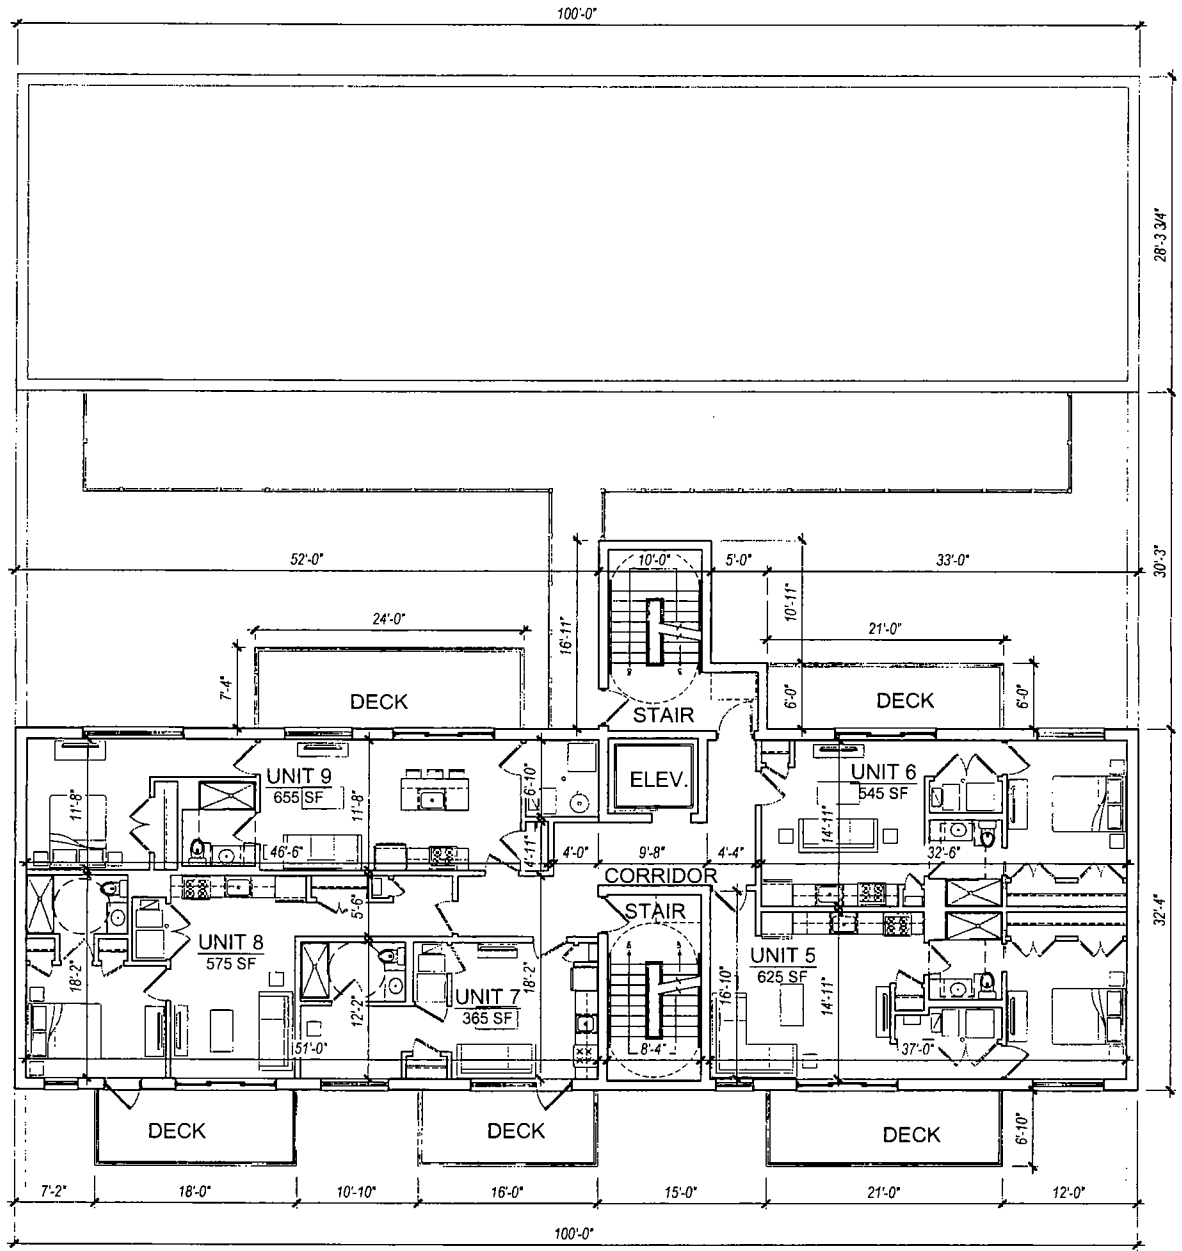 100'-0"
28'-3 3/4"
52'-0"
10'-0"
5'-0"
33'-0"
30'-3"
24'-0"
16'-11"
10'-11"
21'-0"
7'-4"
6'-0"
6'-0"
DECK
STAIR
DECK
UNIT 9
655 SF
11'-8"
11'-8"
6'-10"
ELEV.
UNIT 6
545 SF
14'-11"
46'-6"
4'-11"
4'-0"
9'-8"
4'-4"
32'-6"
CORRIDOR
5'-6"
STAIR
32'-4"
UNIT 8
575 SF
18'-2"
18'-2"
12'-2"
UNIT 7
365 SF
16'-10"
UNIT 5
625 SF
14'-11"
51'-0"
8'-4"
37'-0"
DECK
DECK
DECK
6'-10"
7'-2"
18'-0"
10'-10"
16'-0"
15'-0"
21'-0"
12'-0"
100'-0"